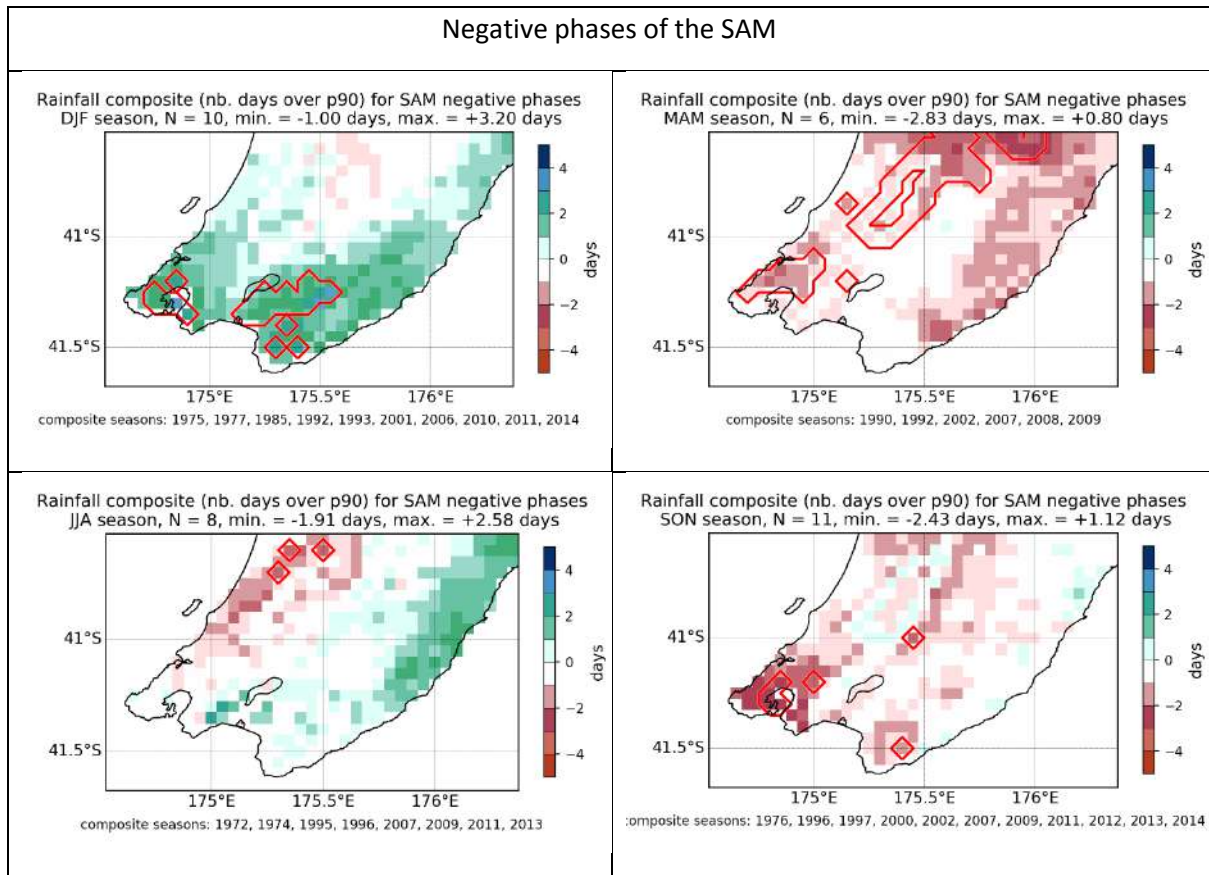 Negative phases of the SAM
Rainfall composite (nb. days over p90) for SAM negative phases
DJF season, N = 10, min. = -1.00 days, max. = +3.20 days
41°S
41.5°S
175°E
175.5°E
176°E
4
2
0
−2
−4
days
composite seasons: 1975, 1977, 1985, 1992, 1993, 2001, 2006, 2010, 2011, 2014
Rainfall composite (nb. days over p90) for SAM negative phases
MAM season, N = 6, min. = -2.83 days, max. = +0.80 days
41°S
41.5°S
175°E
175.5°E
176°E
4
2
0
−2
−4
days
composite seasons: 1990, 1992, 2002, 2007, 2008, 2009
Rainfall composite (nb. days over p90) for SAM negative phases
JJA season, N = 8, min. = -1.91 days, max. = +2.58 days
41°S
41.5°S
175°E
175.5°E
176°E
4
2
0
−2
−4
days
composite seasons: 1972, 1974, 1995, 1996, 2007, 2009, 2011, 2013
Rainfall composite (nb. days over p90) for SAM negative phases
SON season, N = 11, min. = -2.43 days, max. = +1.12 days
41°S
41.5°S
175°E
175.5°E
176°E
4
2
0
−2
−4
days
composite seasons: 1976, 1996, 1997, 2000, 2002, 2007, 2009, 2011, 2012, 2013, 2014